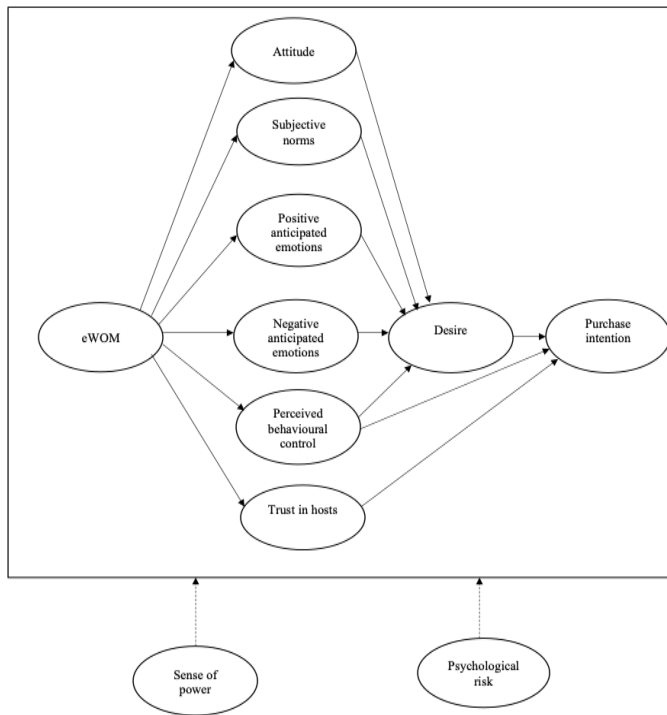 Attitude
Subjective
norms
Positive
anticipated
emotions
eWOM
Negative
anticipated
emotions
Desire
Purchase
intention
Perceived
behavioural
control
Trust in hosts
Sense of
power
Psychological
risk